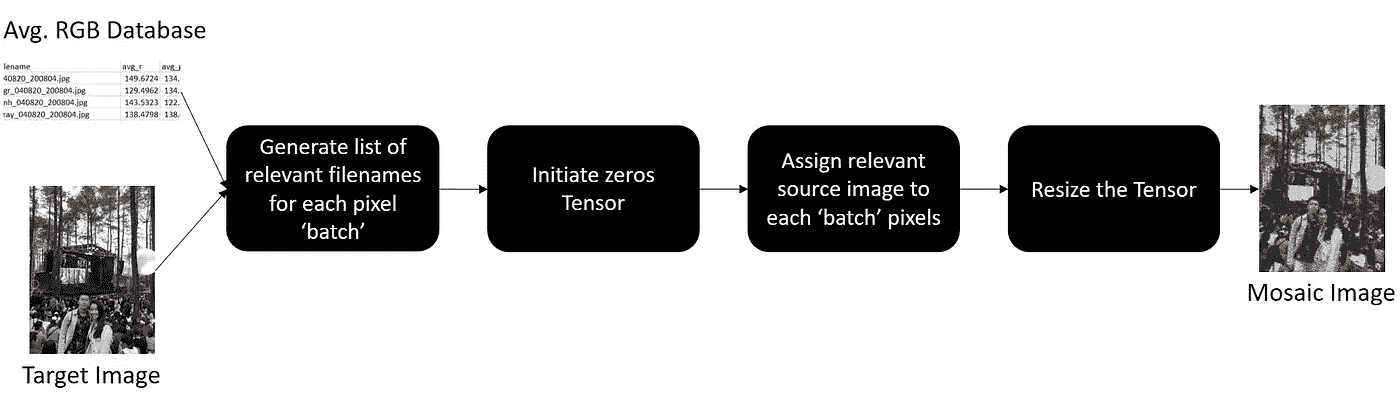 Avg. RGB Database
lename avg_r avg_
40820_200804.jpg 149.6724 134.
gr_040820_200804.jpg 129.4962 134.
nh_040820_200804.jpg 143.5323 122.
ray_040820_200804.jpg 138.4798 138.
Target Image
Generate list of
relevant filenames
for each pixel
‘batch’
Initiate zeros
Tensor
Assign relevant
source image to
each ‘batch’ pixels
Resize the Tensor
Mosaic Image